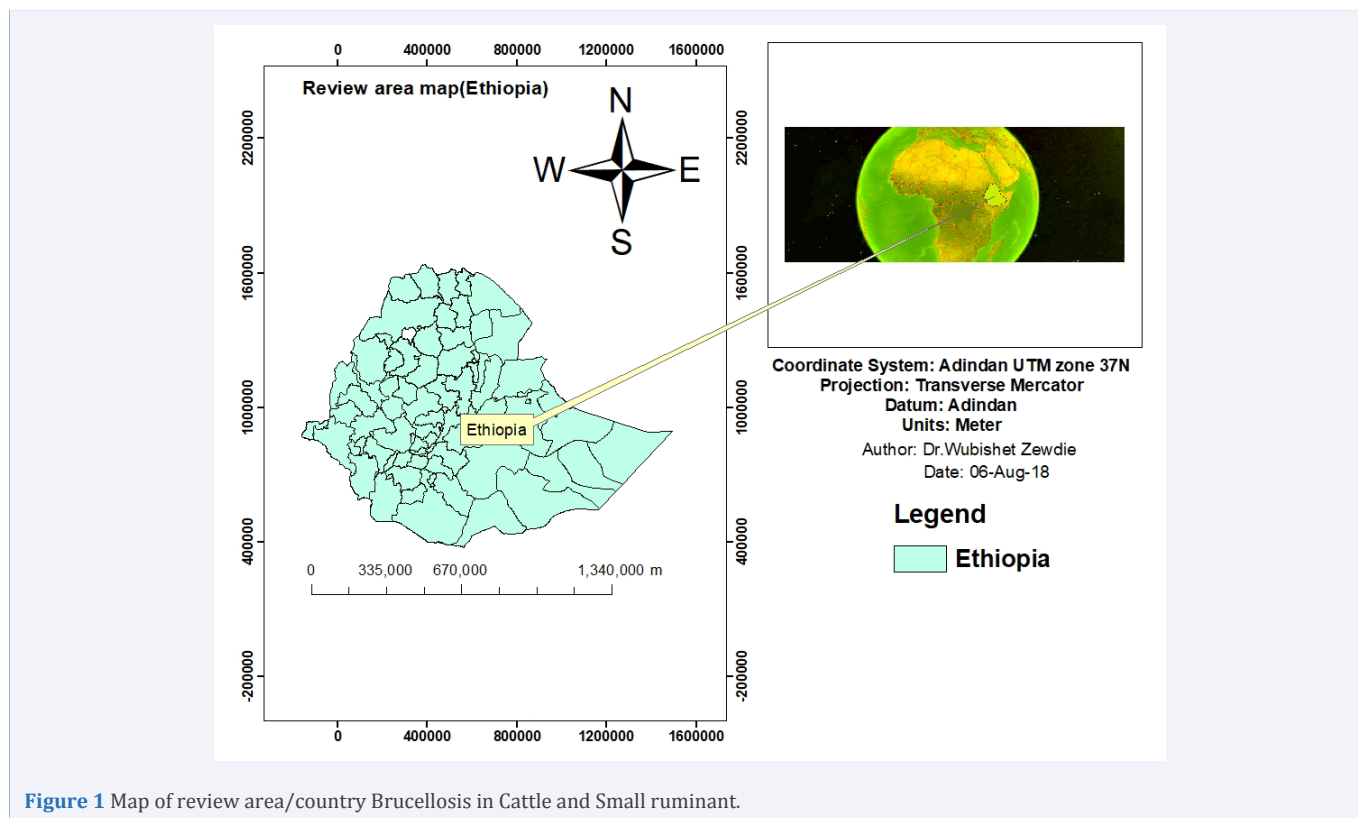 0 400000 800000 1200000 1600000
Review area map(Ethiopia)
N
W E
S
2200000 2200000
1600000 1600000
1000000 1000000
Ethiopia
400000 400000
0 335,000 670,000 1,340,000 m
-200000 -200000
0 400000 800000 1200000 1600000
Coordinate System: Adindan UTM zone 37N
Projection: Transverse Mercator
Datum: Adindan
Units: Meter
Author: Dr.Wubishet Zewdie
Date: 06-Aug-18
Legend
Ethiopia
Figure 1 Map of review area/country Brucellosis in Cattle and Small ruminant.